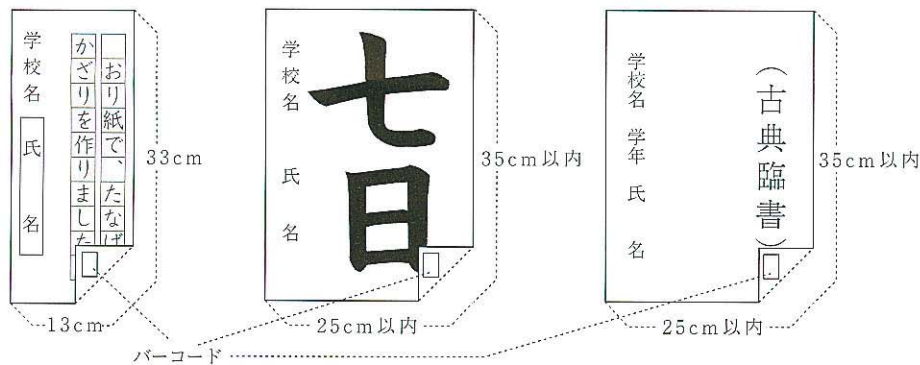 おり紙で、たなば
かざりを作りました
学校名
氏名
33cm
13cm
七日
学校名 氏名
35cm以内
25cm以内
（古典臨書）
学校名 学年 氏名
35cm以内
25cm以内
バーコード